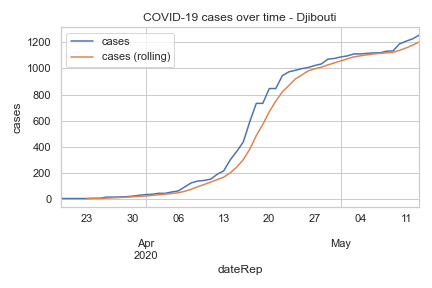 COVID-19 cases over time - Djibouti
cases
cases (rolling)
cases
1200
1000
800
600
400
200
0
23 30 06 13 20 27 04 11
Apr May
2020
dateRep